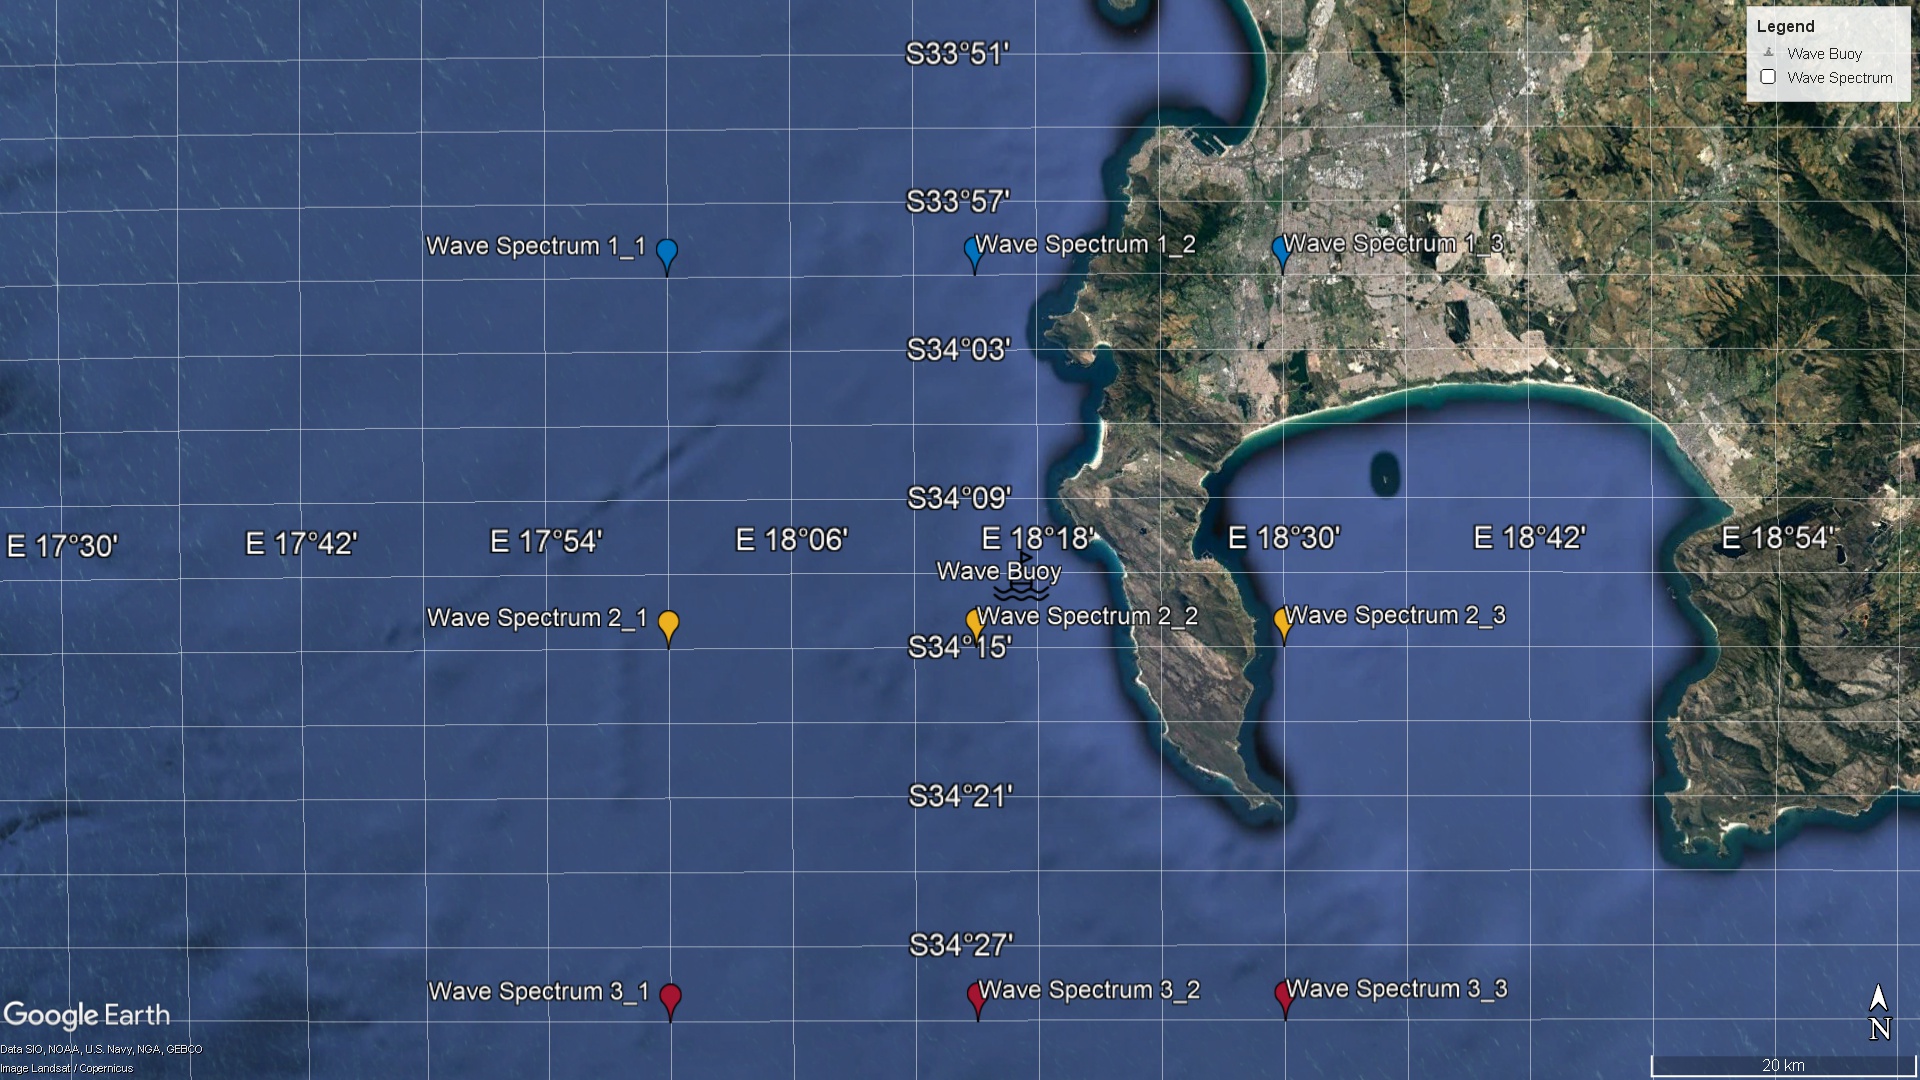 Legend
Wave Buoy
Wave Spectrum
S33°51'
S33°57'
Wave Spectrum 1_1
Wave Spectrum 1_2
Wave Spectrum 1_3
S34°03'
S34°09'
E 17°30'
E 17°42'
E 17°54'
E 18°06'
E 18°18'
E 18°30'
E 18°42'
E 18°54'
Wave Buoy
Wave Spectrum 2_1
Wave Spectrum 2_2
Wave Spectrum 2_3
S34°15'
S34°21'
S34°27'
Wave Spectrum 3_1
Wave Spectrum 3_2
Wave Spectrum 3_3
Google Earth
N
Data SIO, NOAA, U.S. Navy, NGA, GEBCO
Image Landsat / Copernicus
20 km